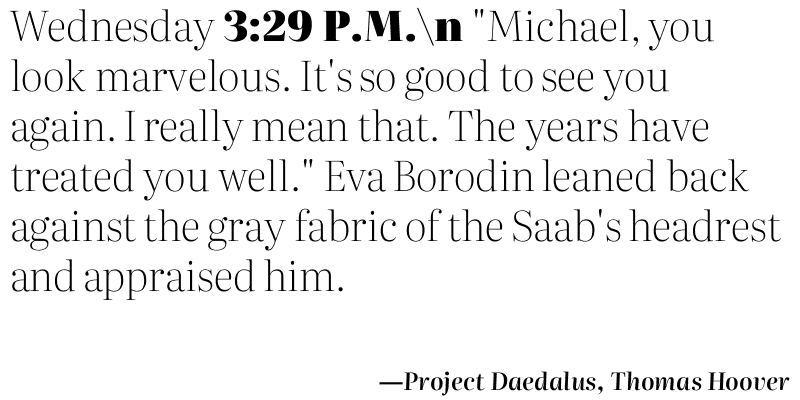 Wednesday 3:29 P.M.\n "Michael, you
look marvelous. It's so good to see you
again. I really mean that. The years have
treated you well." Eva Borodin leaned back
against the gray fabric of the Saab's headrest
and appraised him.
—Project Daedalus, Thomas Hoover